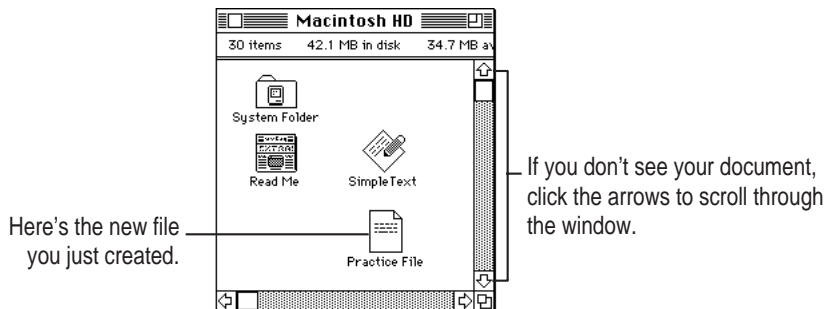 Macintosh HD
30 items 42.1 MB in disk 34.7 MB av
System Folder
Read Me
SimpleText
If you don’t see your document,
click the arrows to scroll through
the window.
Here’s the new file
you just created.
Practice File